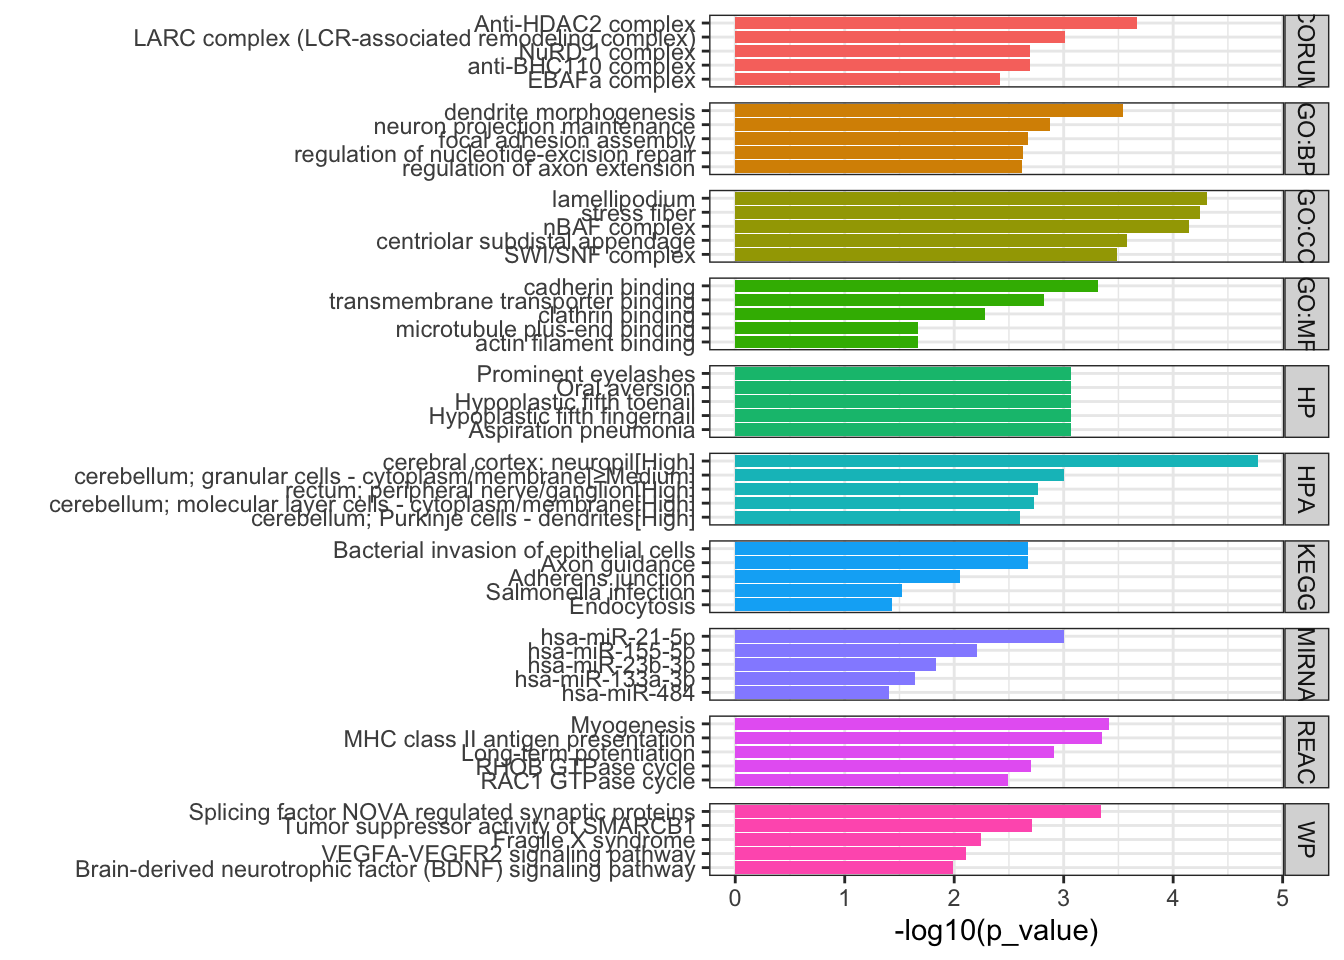 Anti-HDAC2 complex
LARC complex (LCR-associated remodeling complex)
NuRD.1 complex
anti-BHC110 complex
EBAFa complex
CORUM
dendrite morphogenesis
neuron projection maintenance
focal adhesion assembly
regulation of nucleotide-excision repair
regulation of axon extension
GO:BP
lamellipodium
stress fiber
nBAF complex
centriolar subdistal appendage
SWI/SNF complex
GO:CC
cadherin binding
transmembrane transporter binding
clathrin binding
microtubule plus-end binding
actin filament binding
GO:MF
Prominent eyelashes
Oral aversion
Hypoplastic fifth toenail
Hypoplastic fifth fingernail
Aspiration pneumonia
HP
cerebral cortex; neuropil[High]
cerebellum; granular cells - cytoplasm/membrane[≥Medium]
rectum; peripheral nerve/ganglion[High]
cerebellum; molecular layer cells - cytoplasm/membrane[High]
cerebellum; Purkinje cells - dendrites[High]
HPA
Bacterial invasion of epithelial cells
Axon guidance
Adherens junction
Salmonella infection
Endocytosis
KEGG
hsa-miR-21-5p
hsa-miR-155-5p
hsa-miR-23b-3p
hsa-miR-133a-3p
hsa-miR-484
MIRNA
Myogenesis
MHC class II antigen presentation
Long-term potentiation
RHOB GTPase cycle
RAC1 GTPase cycle
REAC
Splicing factor NOVA regulated synaptic proteins
Tumor suppressor activity of SMARCB1
Fragile X syndrome
VEGFA-VEGFR2 signaling pathway
Brain-derived neurotrophic factor (BDNF) signaling pathway
WP
0 1 2 3 4 5
-log10(p_value)